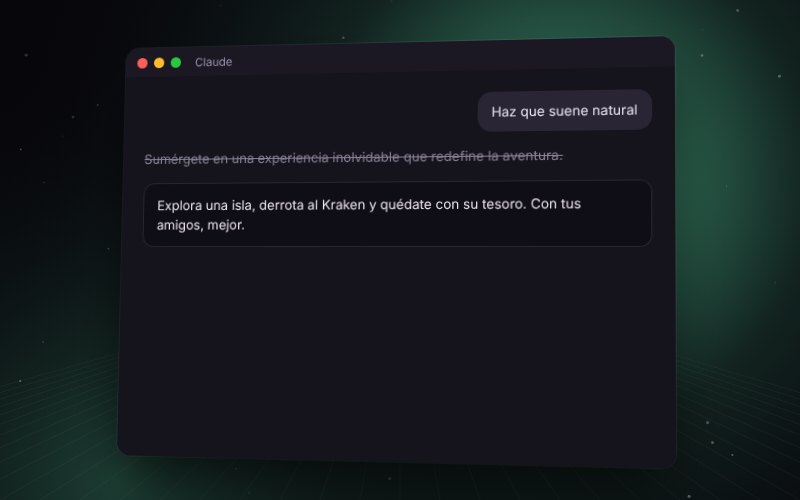 Claude
Haz que suene natural
Sumérgete en una experiencia inolvidable que redefine la aventura.
Explora una isla, derrota al Kraken y quédate con su tesoro. Con tus
amigos, mejor.